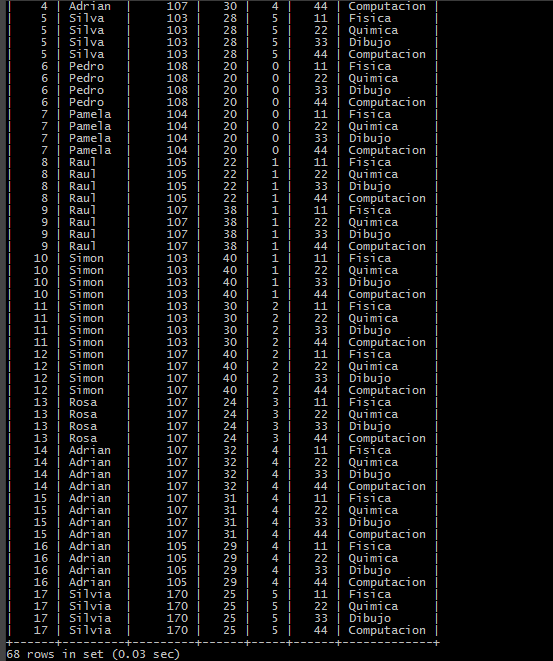 |     4 | Adrian   |     107 |   30 |   4 |    44 | Computacion |
|     5 | Silva    |     103 |   28 |   5 |    11 | Fisica      |
|     5 | Silva    |     103 |   28 |   5 |    22 | Quimica     |
|     5 | Silva    |     103 |   28 |   5 |    33 | Dibujo      |
|     5 | Silva    |     103 |   28 |   5 |    44 | Computacion |
|     6 | Pedro    |     108 |   20 |   0 |    11 | Fisica      |
|     6 | Pedro    |     108 |   20 |   0 |    22 | Quimica     |
|     6 | Pedro    |     108 |   20 |   0 |    33 | Dibujo      |
|     6 | Pedro    |     108 |   20 |   0 |    44 | Computacion |
|     7 | Pamela   |     104 |   20 |   0 |    11 | Fisica      |
|     7 | Pamela   |     104 |   20 |   0 |    22 | Quimica     |
|     7 | Pamela   |     104 |   20 |   0 |    33 | Dibujo      |
|     7 | Pamela   |     104 |   20 |   0 |    44 | Computacion |
|     8 | Raul     |     105 |   22 |   1 |    11 | Fisica      |
|     8 | Raul     |     105 |   22 |   1 |    22 | Quimica     |
|     8 | Raul     |     105 |   22 |   1 |    33 | Dibujo      |
|     8 | Raul     |     105 |   22 |   1 |    44 | Computacion |
|     9 | Raul     |     107 |   38 |   1 |    11 | Fisica      |
|     9 | Raul     |     107 |   38 |   1 |    22 | Quimica     |
|     9 | Raul     |     107 |   38 |   1 |    33 | Dibujo      |
|     9 | Raul     |     107 |   38 |   1 |    44 | Computacion |
|    10 | Simon    |     103 |   40 |   1 |    11 | Fisica      |
|    10 | Simon    |     103 |   40 |   1 |    22 | Quimica     |
|    10 | Simon    |     103 |   40 |   1 |    33 | Dibujo      |
|    10 | Simon    |     103 |   40 |   1 |    44 | Computacion |
|    11 | Simon    |     103 |   30 |   2 |    11 | Fisica      |
|    11 | Simon    |     103 |   30 |   2 |    22 | Quimica     |
|    11 | Simon    |     103 |   30 |   2 |    33 | Dibujo      |
|    11 | Simon    |     103 |   30 |   2 |    44 | Computacion |
|    12 | Simon    |     107 |   40 |   2 |    11 | Fisica      |
|    12 | Simon    |     107 |   40 |   2 |    22 | Quimica     |
|    12 | Simon    |     107 |   40 |   2 |    33 | Dibujo      |
|    12 | Simon    |     107 |   40 |   2 |    44 | Computacion |
|    13 | Rosa     |     107 |   24 |   3 |    11 | Fisica      |
|    13 | Rosa     |     107 |   24 |   3 |    22 | Quimica     |
|    13 | Rosa     |     107 |   24 |   3 |    33 | Dibujo      |
|    13 | Rosa     |     107 |   24 |   3 |    44 | Computacion |
|    14 | Adrian   |     107 |   32 |   4 |    11 | Fisica      |
|    14 | Adrian   |     107 |   32 |   4 |    22 | Quimica     |
|    14 | Adrian   |     107 |   32 |   4 |    33 | Dibujo      |
|    14 | Adrian   |     107 |   32 |   4 |    44 | Computacion |
|    15 | Adrian   |     107 |   31 |   4 |    11 | Fisica      |
|    15 | Adrian   |     107 |   31 |   4 |    22 | Quimica     |
|    15 | Adrian   |     107 |   31 |   4 |    33 | Dibujo      |
|    15 | Adrian   |     107 |   31 |   4 |    44 | Computacion |
|    16 | Adrian   |     105 |   29 |   4 |    11 | Fisica      |
|    16 | Adrian   |     105 |   29 |   4 |    22 | Quimica     |
|    16 | Adrian   |     105 |   29 |   4 |    33 | Dibujo      |
|    16 | Adrian   |     105 |   29 |   4 |    44 | Computacion |
|    17 | Silvia   |     170 |   25 |   5 |    11 | Fisica      |
|    17 | Silvia   |     170 |   25 |   5 |    22 | Quimica     |
|    17 | Silvia   |     170 |   25 |   5 |    33 | Dibujo      |
|    17 | Silvia   |     170 |   25 |   5 |    44 | Computacion |
+-------+----------+---------+------+-----+-------+-------------+
68 rows in set (0.03 sec)